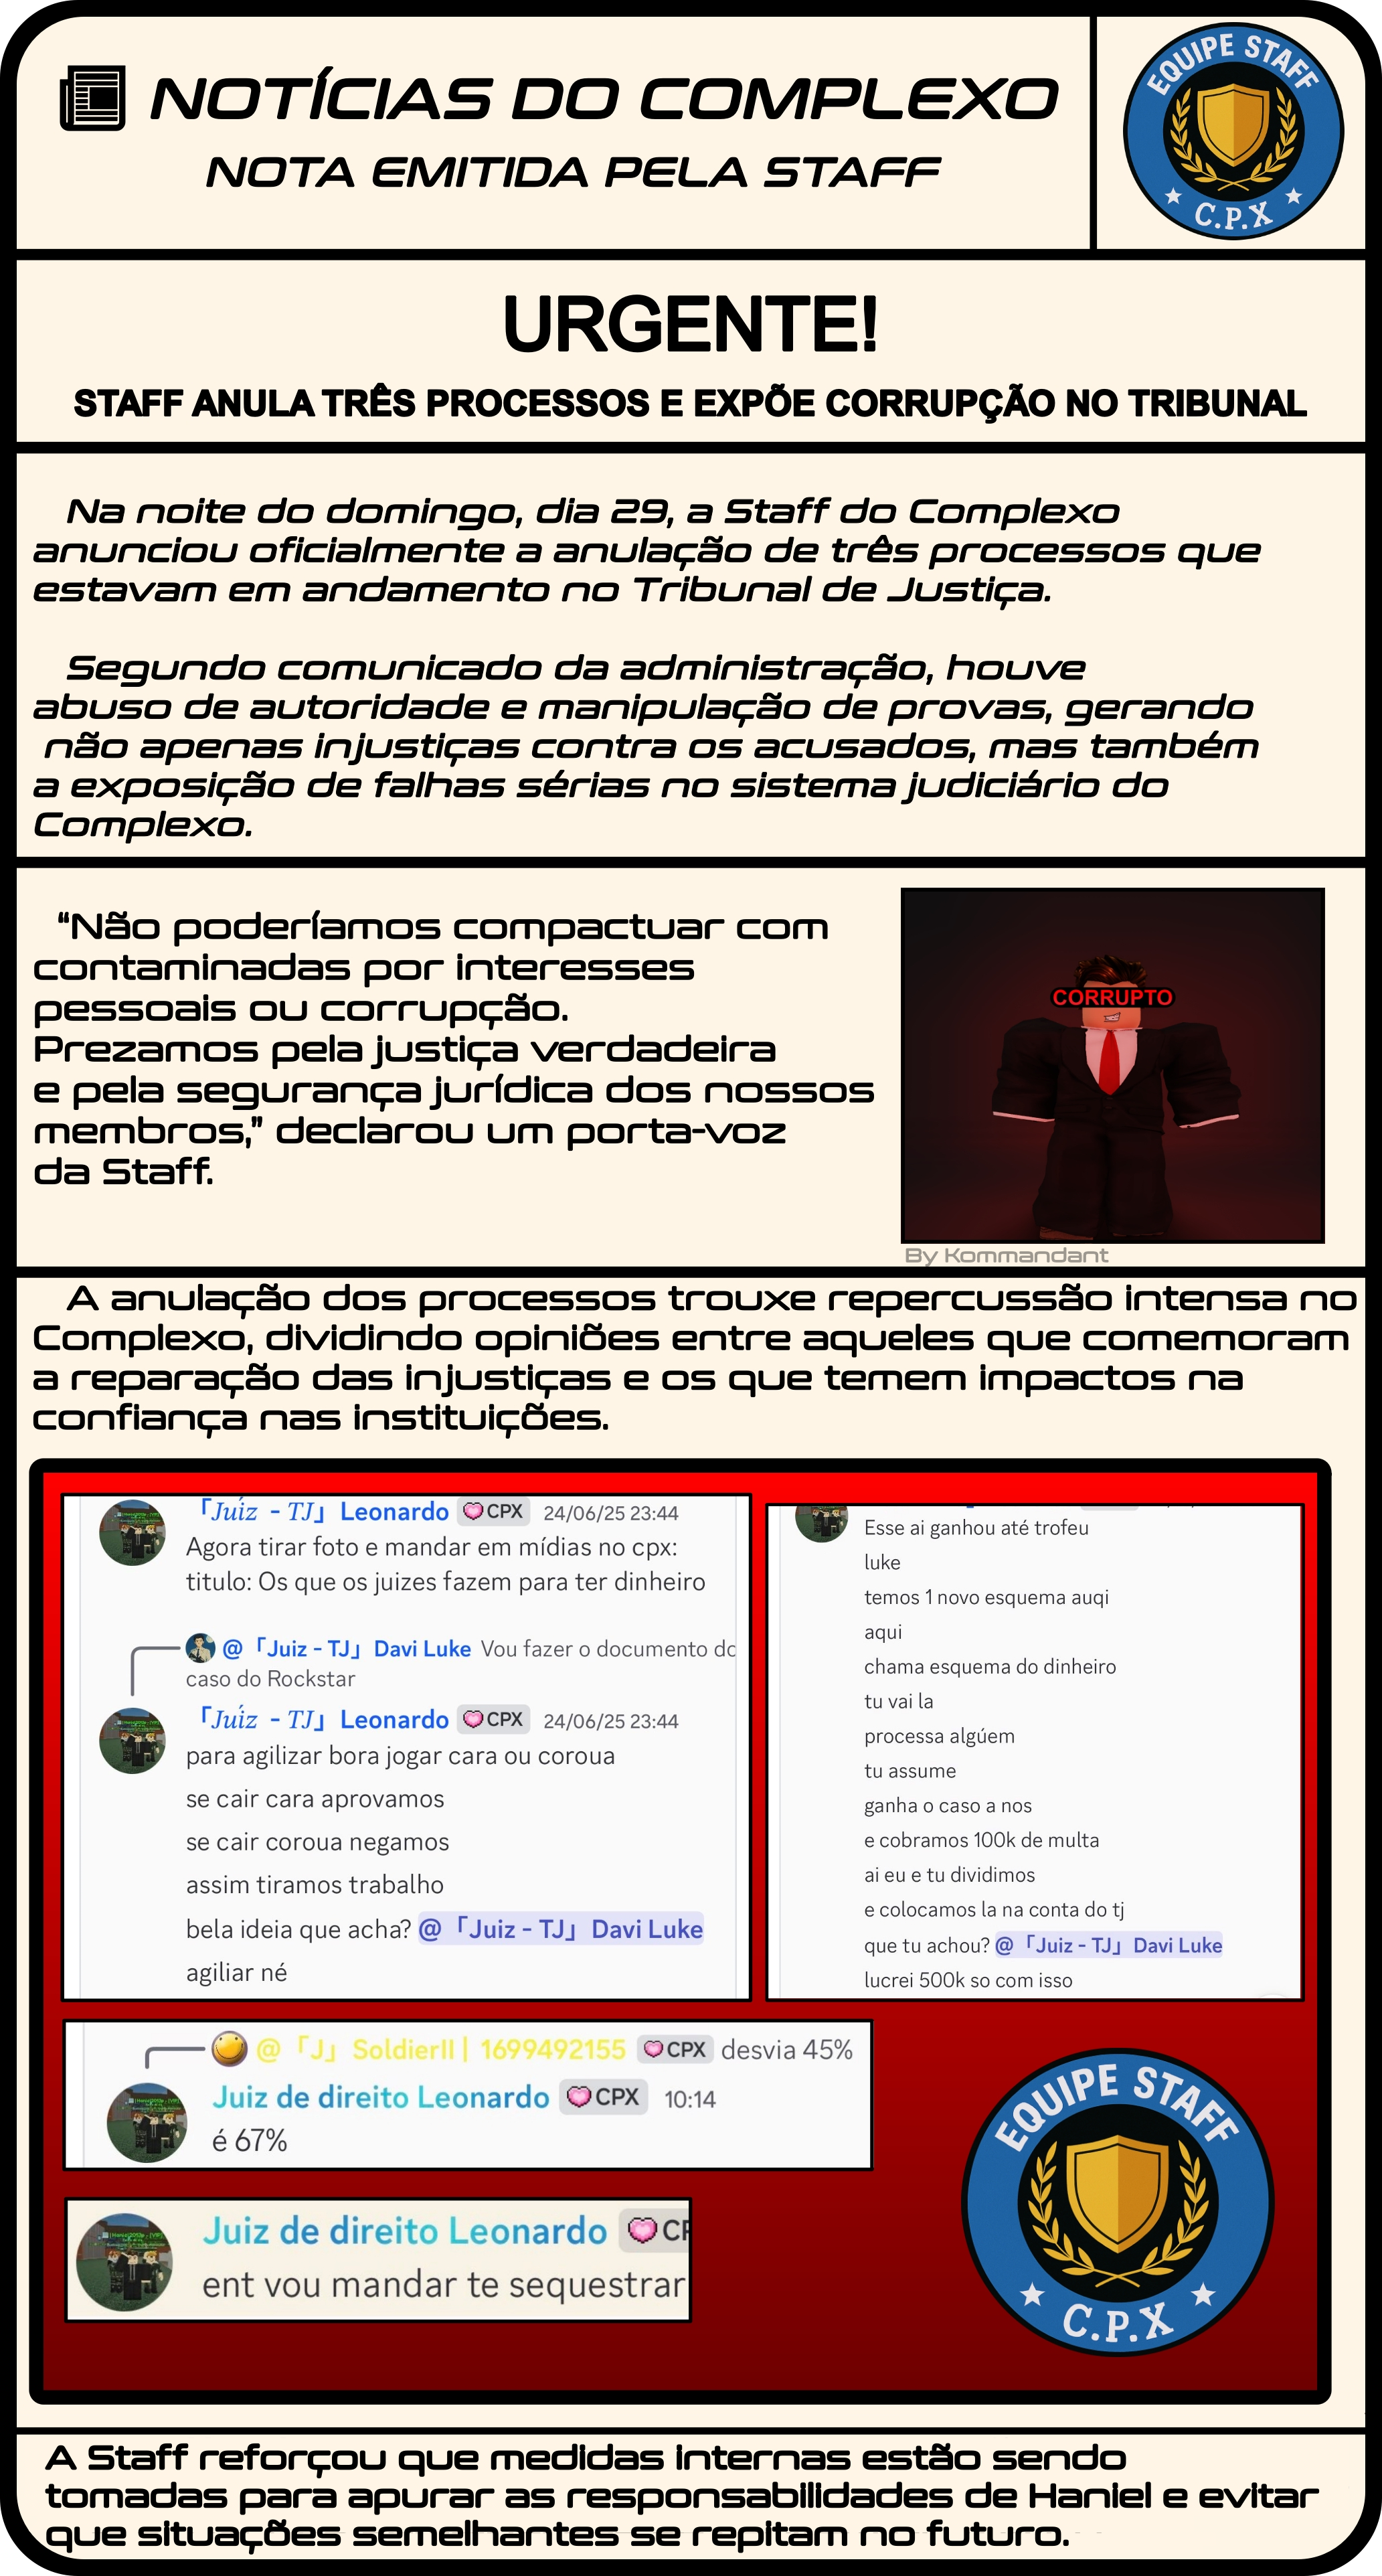 NOTÍCIAS DO COMPLEXO
NOTA EMITIDA PELA STAFF
EQUIPE STAFF
C.P.X
URGENTE!
STAFF ANULA TRÊS PROCESSOS E EXPÕE CORRUPÇÃO NO TRIBUNAL
Na noite do domingo, dia 29, a Staff do Complexo
anunciou oficialmente a anulação de três processos que
estavam em andamento no Tribunal de Justiça.
Segundo comunicado da administração, houve
abuso de autoridade e manipulação de provas, gerando
não apenas injustiças contra os acusados, mas também
a exposição de falhas sérias no sistema judiciário do
Complexo.
“Não poderíamos compactuar com
contaminadas por interesses
pessoais ou corrupção.
Prezamos pela justiça verdadeira
e pela segurança jurídica dos nossos
membros,” declarou um porta-voz
da Staff.
CORRUPTO
By Kommandant
A anulação dos processos trouxe repercussão intensa no
Complexo, dividindo opiniões entre aqueles que comemoram
a reparação das injustiças e os que temem impactos na
confiança nas instituições.
「Juíz - TJ」Leonardo CPX 24/06/25 23:44
Agora tirar foto e mandar em mídias no cpx:
titulo: Os que os juizes fazem para ter dinheiro
@「Juiz - TJ」Davi Luke Vou fazer o documento do
caso do Rockstar
「Juíz - TJ」Leonardo CPX 24/06/25 23:44
para agilizar bora jogar cara ou coroua
se cair cara aprovamos
se cair coroua negamos
assim tiramos trabalho
bela ideia que acha? @「Juiz - TJ」Davi Luke
agiliar né
Esse ai ganhou até trofeu
luke
temos 1 novo esquema auqi
aqui
chama esquema do dinheiro
tu vai la
processa algúem
tu assume
ganha o caso a nos
e cobramos 100k de multa
ai eu e tu dividimos
e colocamos la na conta do tj
que tu achou? @「Juiz - TJ」Davi Luke
lucrei 500k so com isso
@「J」SoldierII | 1699492155 CPX desvia 45%
Juiz de direito Leonardo CPX 10:14
é 67%
Juiz de direito Leonardo
ent vou mandar te sequestrar
EQUIPE STAFF
C.P.X
A Staff reforçou que medidas internas estão sendo
tomadas para apurar as responsabilidades de Haniel e evitar
que situações semelhantes se repitam no futuro.